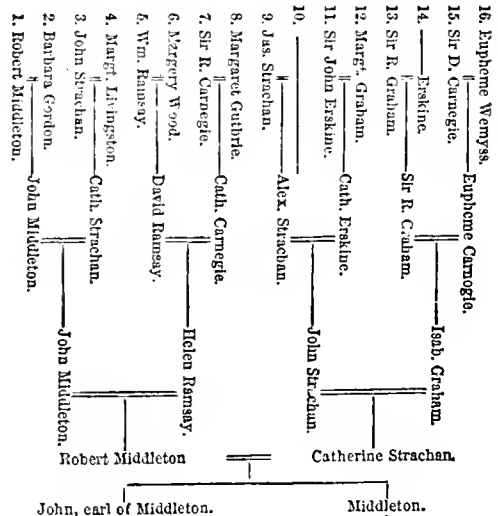 1. Robert Middleton.
2. Barbara Gordon.
3. John Strachan.
4. Margt. Livingston.
5. Wm. Ramsay.
6. Margery Wood.
7. Sir R. Carnegie.
8. Margaret Guthrie.
9. Jas. Strachan.
10.
11. Sir John Erskine.
12. Margt. Graham.
13. Sir R. Graham.
14. Erskine.
15. Sir D. Carnegie.
16. Eupheme Wemyss.
John Middleton.
Cath. Strachan.
David Ramsay.
Cath. Carnegie.
Alex. Strachan.
Cath. Erskine.
Sir R. Graham.
Eupheme Carnegie.
John Middleton.
Helen Ramsay.
John Strachan.
Isab. Graham.
Robert Middleton
Catherine Strachan.
John, earl of Middleton.
Middleton.